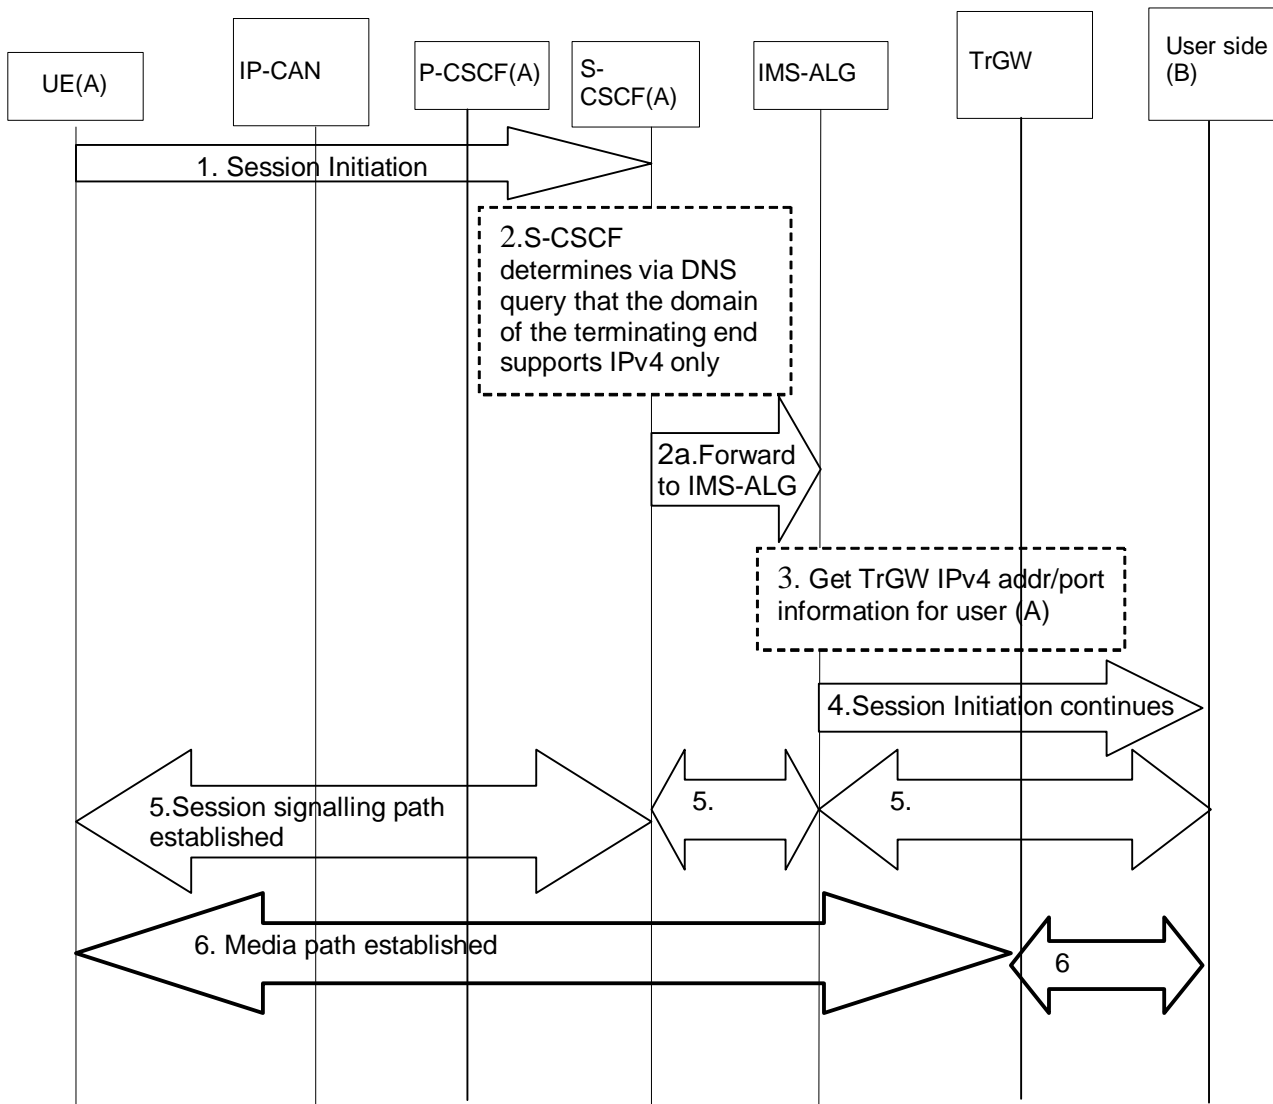 UE(A)
IP-CAN
P-CSCF(A)
S-
CSCF(A)
IMS-ALG
TrGW
User side
(B)
1. Session Initiation
2.S-CSCF
determines via DNS
query that the domain
of the terminating end
supports IPv4 only
2a.Forward
to IMS-ALG
3. Get TrGW IPv4 addr/port
information for user (A)
4.Session Initiation continues
5.Session signalling path
established
5.
5.
6. Media path established
6